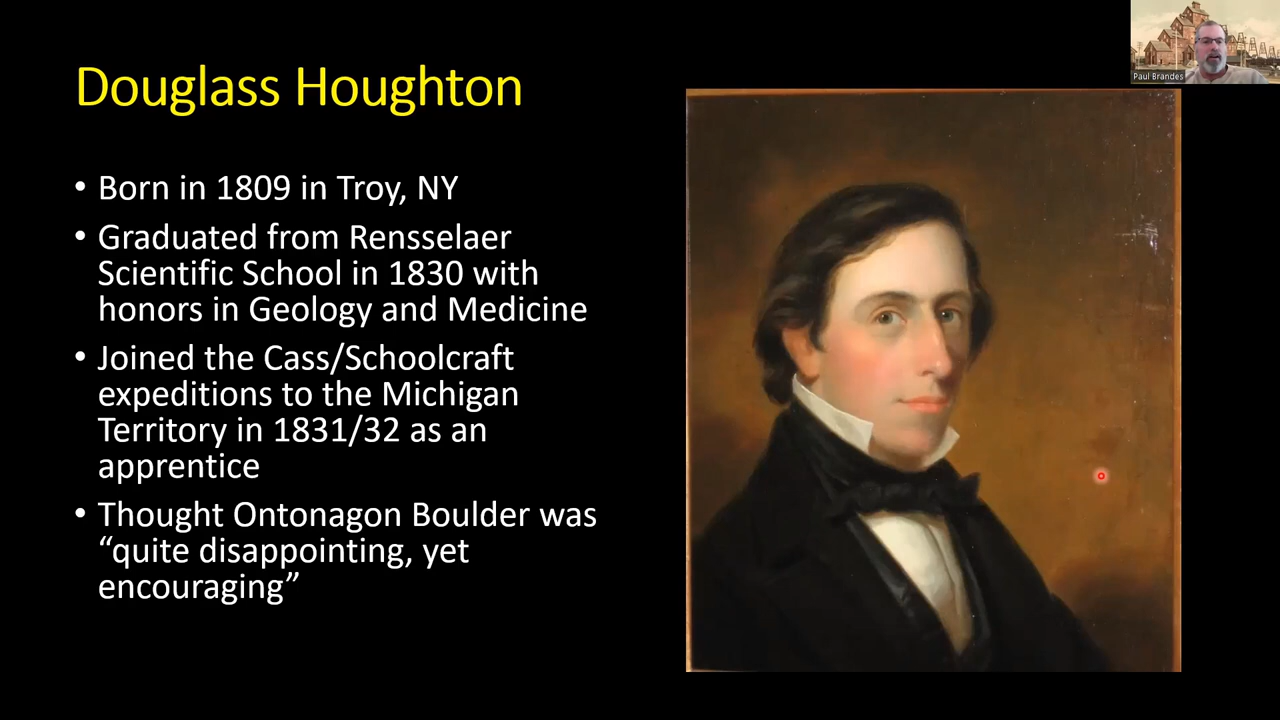 Paul Brandes
Douglass Houghton
• Born in 1809 in Troy, NY
• Graduated from Rensselaer
Scientific School in 1830 with
honors in Geology and Medicine
• Joined the Cass/Schoolcraft
expeditions to the Michigan
Territory in 1831/32 as an
apprentice
• Thought Ontonagon Boulder was
“quite disappointing, yet
encouraging”